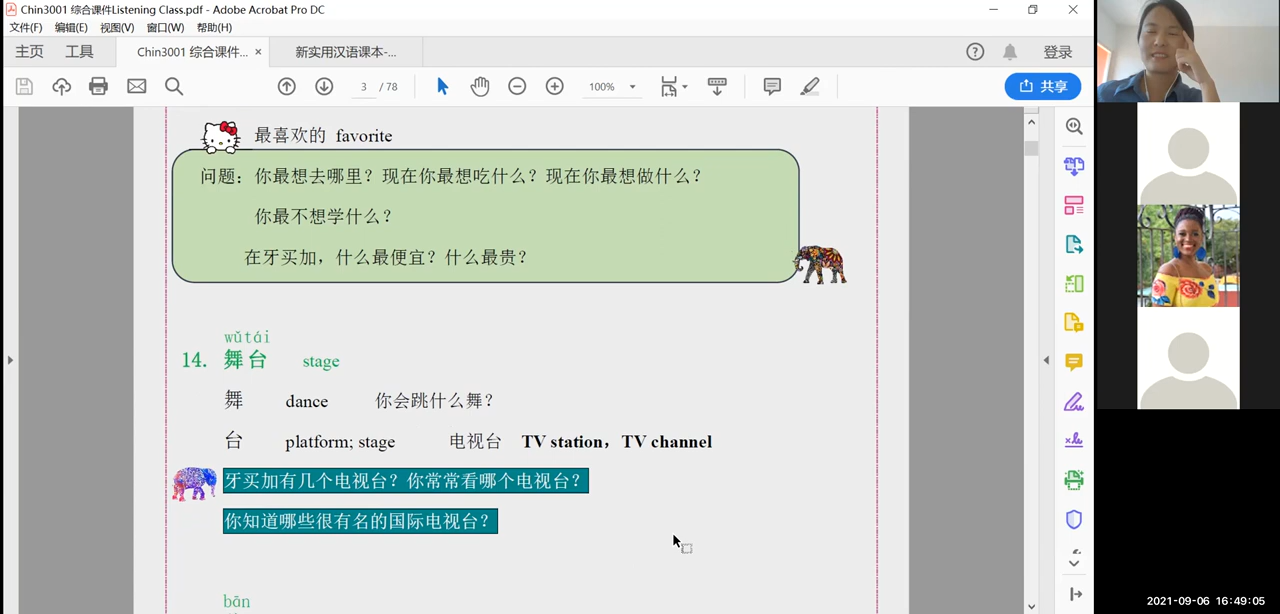 Chin3001 综合课件Listening Class.pdf - Adobe Acrobat Pro DC
文件(F) 编辑(E) 视图(V) 窗口(W) 帮助(H)
主页 工具 Chin3001 综合课件... × 新实用汉语课本-... 登录
3 / 78 100% 共享
最喜欢的 favorite
问题：你最想去哪里？现在你最想吃什么？现在你最想做什么？
你最不想学什么？
在牙买加，什么最便宜？什么最贵？
wǔtái
14. 舞台 stage
舞 dance 你会跳什么舞？
台 platform; stage 电视台 TV station，TV channel
牙买加有几个电视台？你常常看哪个电视台？
你知道哪些很有名的国际电视台？
bān
2021-09-06 16:49:05